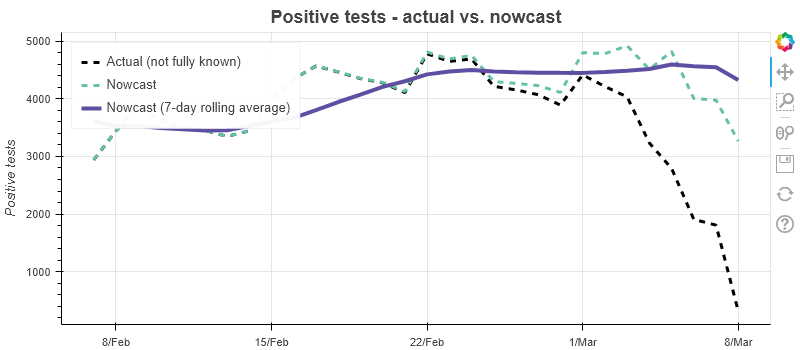 Positive tests - actual vs. nowcast
Actual (not fully known)
Nowcast
Nowcast (7-day rolling average)
Positive tests
5000
4000
3000
2000
1000
8/Feb
15/Feb
22/Feb
1/Mar
8/Mar